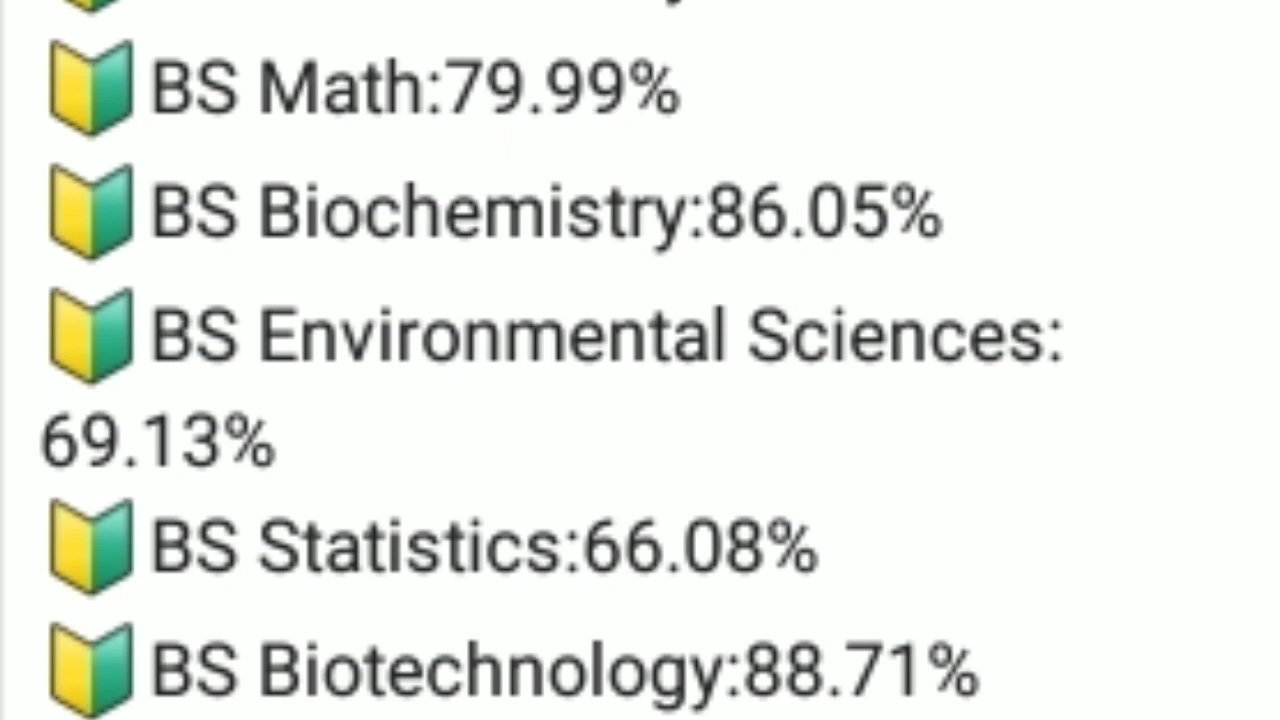 🔰BS Math:79.99%
🔰BS Biochemistry:86.05%
🔰BS Environmental Sciences:
69.13%
🔰BS Statistics:66.08%
🔰BS Biotechnology:88.71%